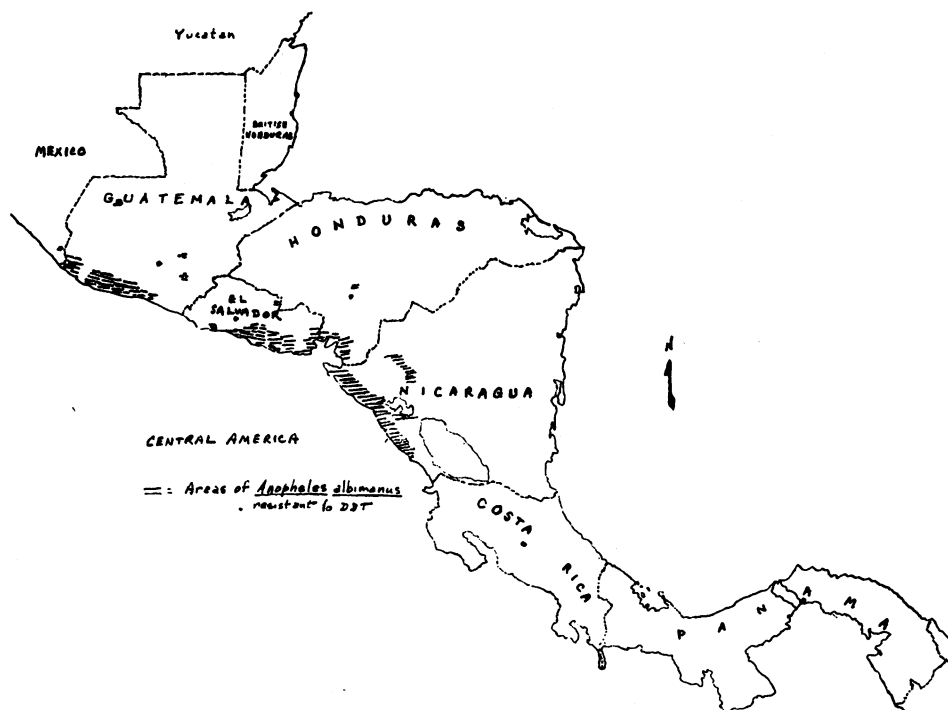 Yucatan
BRITISH
HONDURAS
MEXICO
GUATEMALA
HONDURAS
EL
SALVADOR
N
NICARAGUA
CENTRAL AMERICA
= : Areas of Anopheles albimanus
resistant to DDT
COSTA
RICA
PANAMA